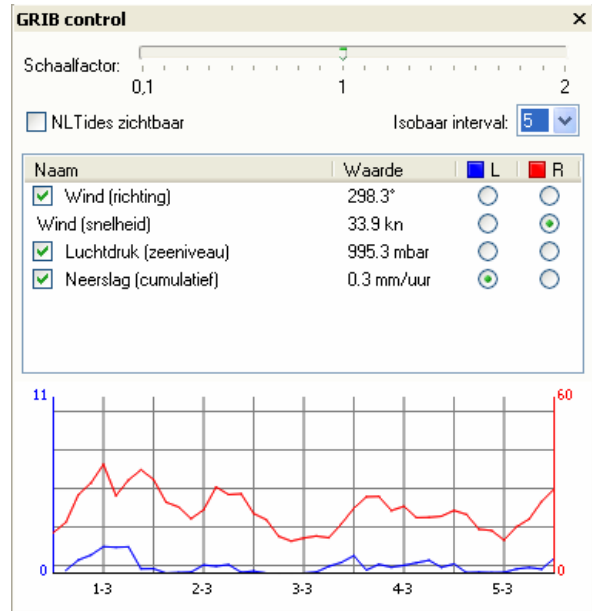 GRIB control
Schaalfactor:
0,1 1 2
NLTides zichtbaar Isobaar interval: 5
Naam Waarde L R
Wind (richting) 298.3°
Wind (snelheid) 33.9 kn
Luchtdruk (zeeniveau) 995.3 mbar
Neerslag (cumulatief) 0.3 mm/uur
11 60
0 0
1-3 2-3 3-3 4-3 5-3